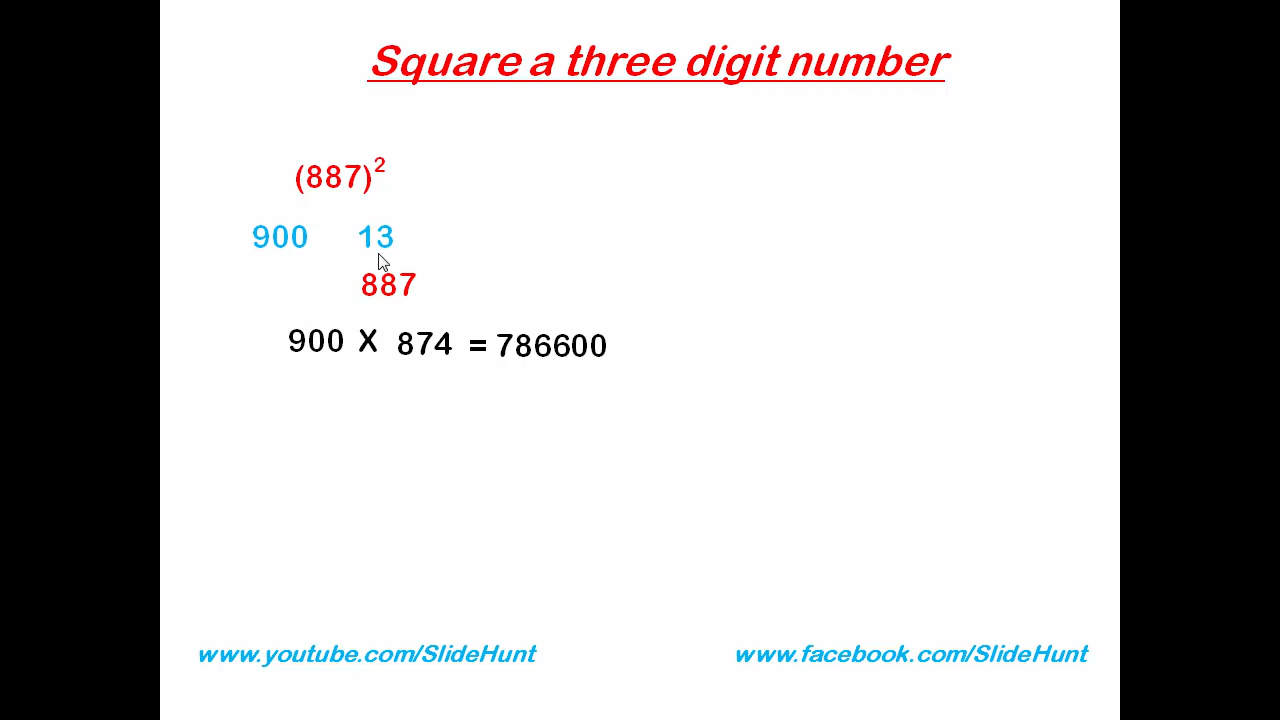 Square a three digit number
(887)²
900 13
887
900 X 874 = 786600
www.youtube.com/SlideHunt www.facebook.com/SlideHunt